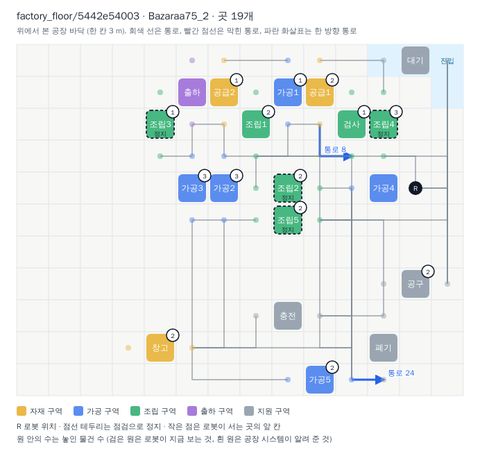 factory_floor/5442e54003 · Bazaraa75_2 · 곳 19개
위에서 본 공장 바닥 (한 칸 3 m). 회색 선은 통로, 빨간 점선은 막힌 통로, 파란 화살표는 한 방향 통로
대기
출하
공급2
1
가공1
1
공급1
2
조립3
정지
1
조립1
2
검사
1
조립4
정지
3
통로 8
가공3
3
가공2
3
조립2
정지
2
가공4
R
조립5
정지
2
공구
2
충전
창고
2
폐기
가공5
2
통로 24
자재 구역
가공 구역
조립 구역
출하 구역
지원 구역
R 로봇 위치 · 점선 테두리는 점검으로 정지 · 작은 점은 로봇이 서는 곳의 앞 칸
원 안의 수는 놓인 물건 수 (검은 원은 로봇이 지금 보는 것, 흰 원은 공장 시스템이 알려 준 것)